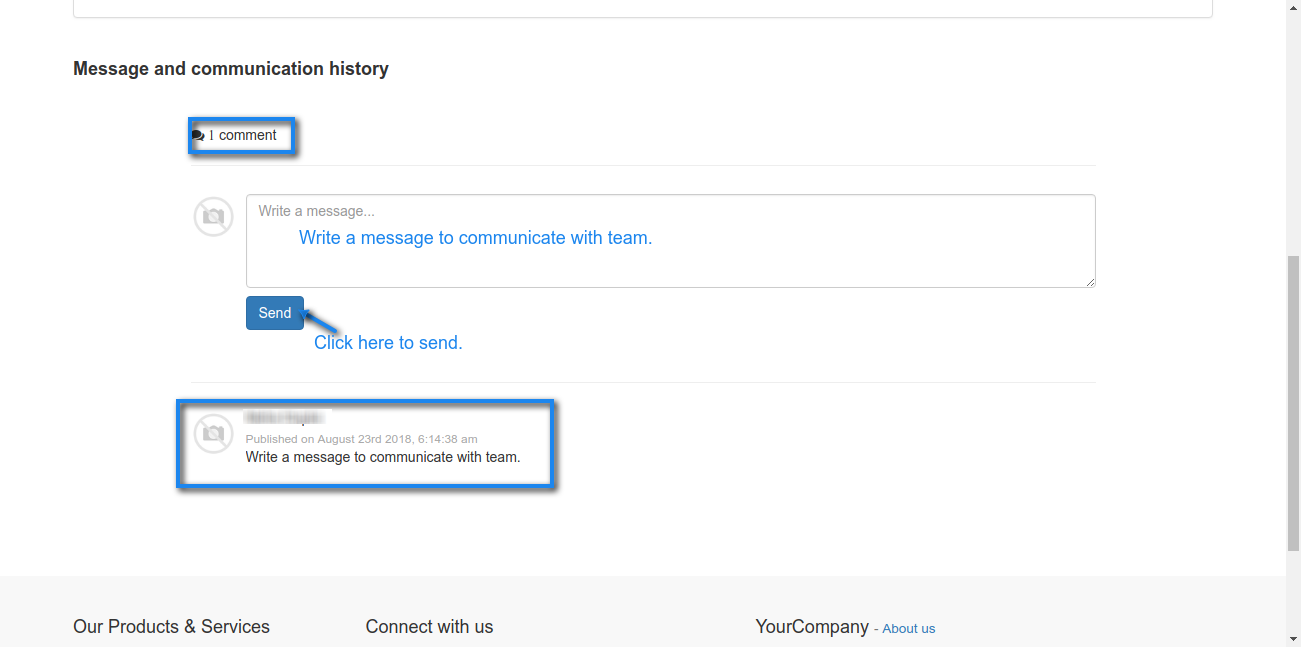 Message and communication history
1 comment
Write a message...
Write a message to communicate with team.
Send
Click here to send.
Published on August 23rd 2018, 6:14:38 am
Write a message to communicate with team.
Our Products & Services Connect with us YourCompany - About us